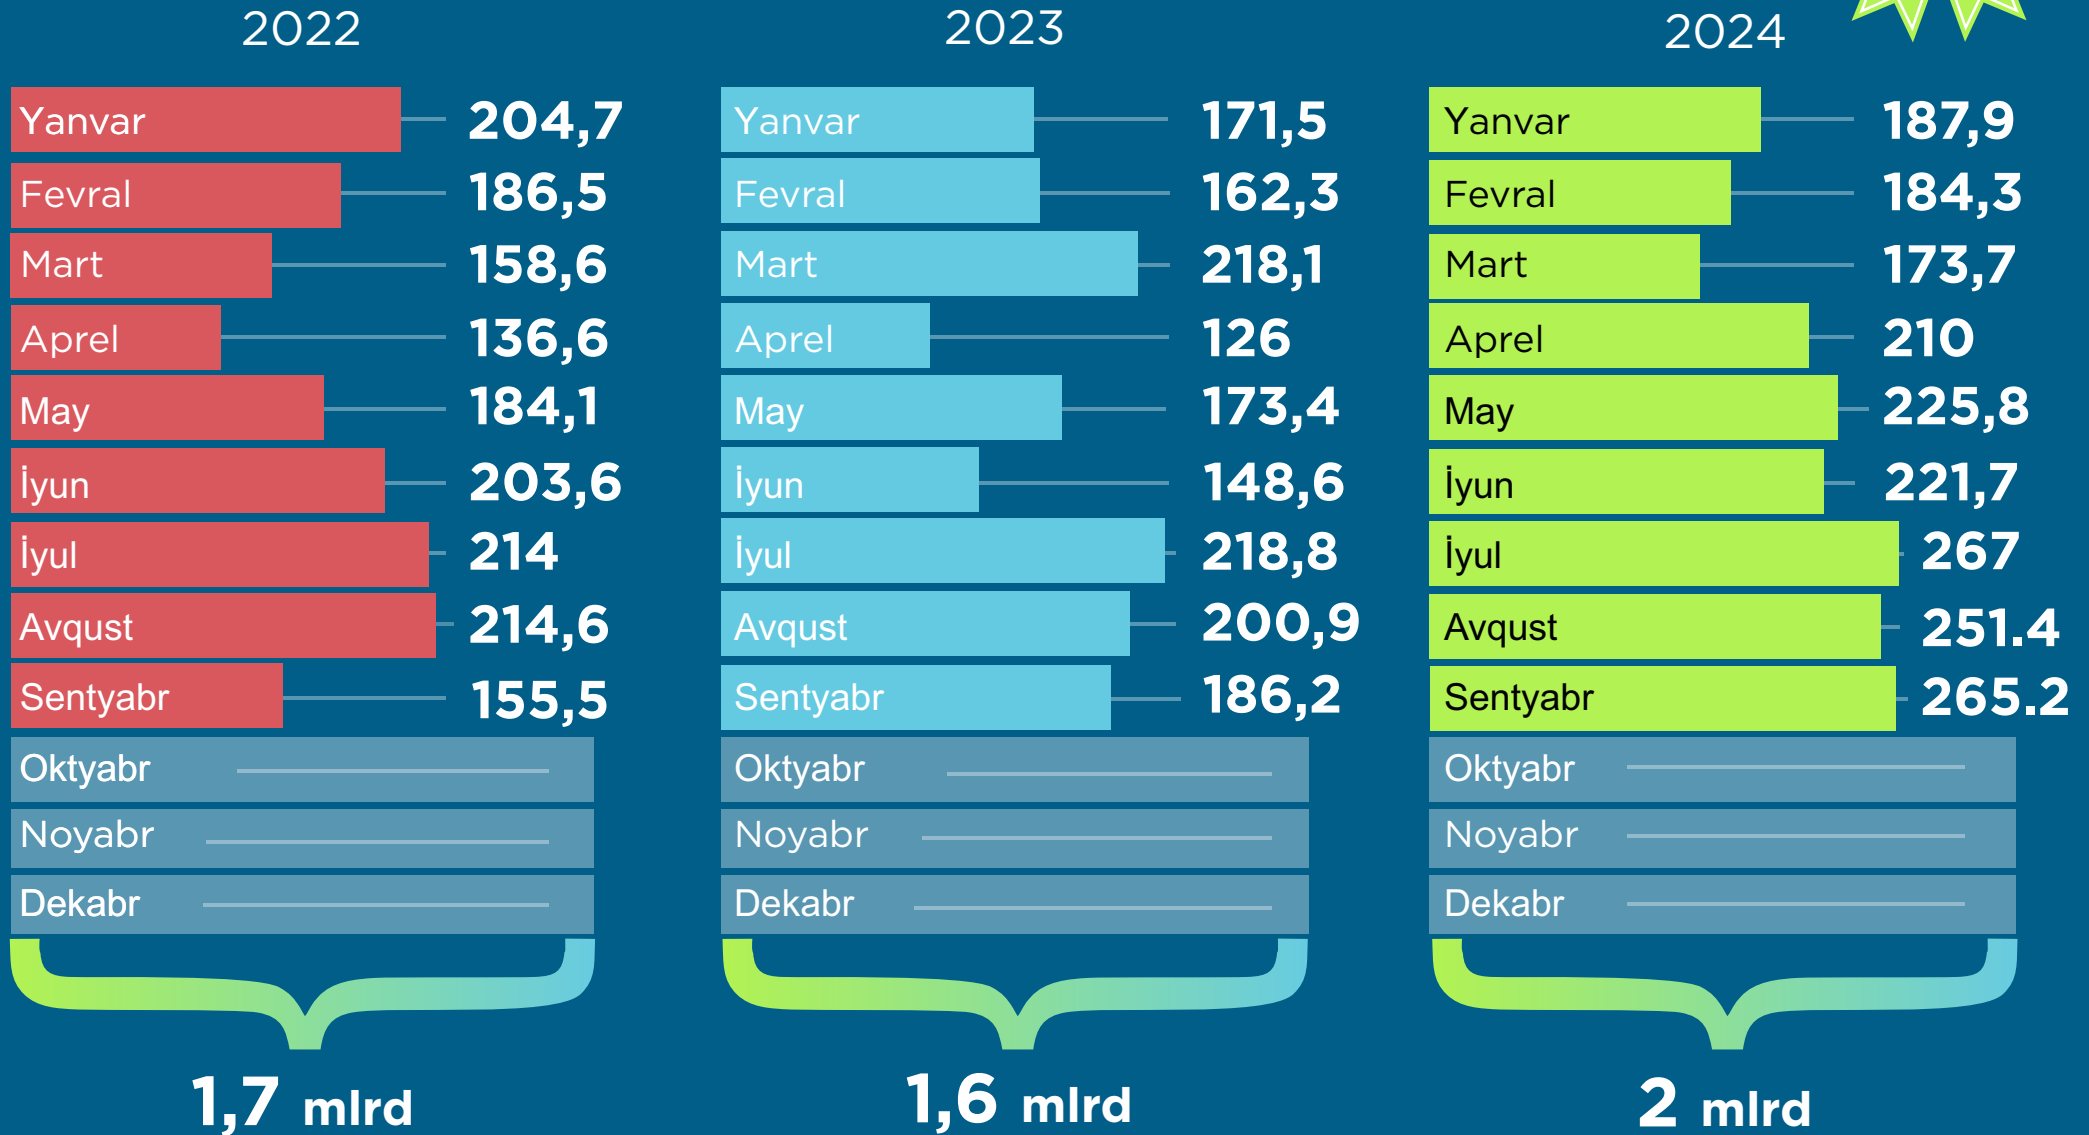 2022
Yanvar 204,7
Fevral 186,5
Mart 158,6
Aprel 136,6
May 184,1
İyun 203,6
İyul 214
Avqust 214,6
Sentyabr 155,5
Oktyabr
Noyabr
Dekabr
1,7 mlrd
2023
Yanvar 171,5
Fevral 162,3
Mart 218,1
Aprel 126
May 173,4
İyun 148,6
İyul 218,8
Avqust 200,9
Sentyabr 186,2
Oktyabr
Noyabr
Dekabr
1,6 mlrd
2024
Yanvar 187,9
Fevral 184,3
Mart 173,7
Aprel 210
May 225,8
İyun 221,7
İyul 267
Avqust 251.4
Sentyabr 265.2
Oktyabr
Noyabr
Dekabr
2 mlrd